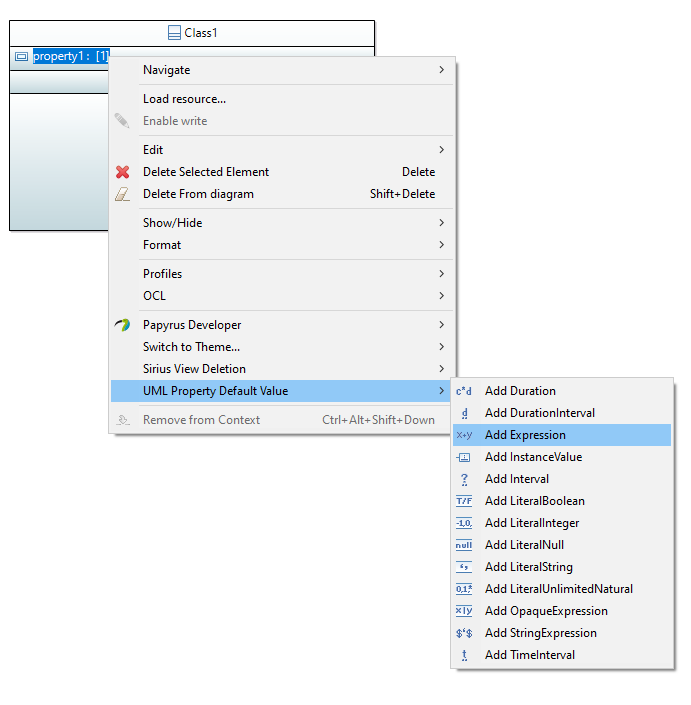 Class1
property1: [1]
Navigate
Load resource...
Enable write
Edit
Delete Selected Element Delete
Delete From diagram Shift+Delete
Show/Hide
Format
Profiles
OCL
Papyrus Developer
Switch to Theme...
Sirius View Deletion
UML Property Default Value
Remove from Context Ctrl+Alt+Shift+Down
c*d Add Duration
d Add DurationInterval
x+y Add Expression
Add InstanceValue
? Add Interval
T/F Add LiteralBoolean
-1,0, Add LiteralInteger
null Add LiteralNull
Add LiteralString
0,1,* Add LiteralUnlimitedNatural
x|y Add OpaqueExpression
$'$ Add StringExpression
t Add TimeInterval